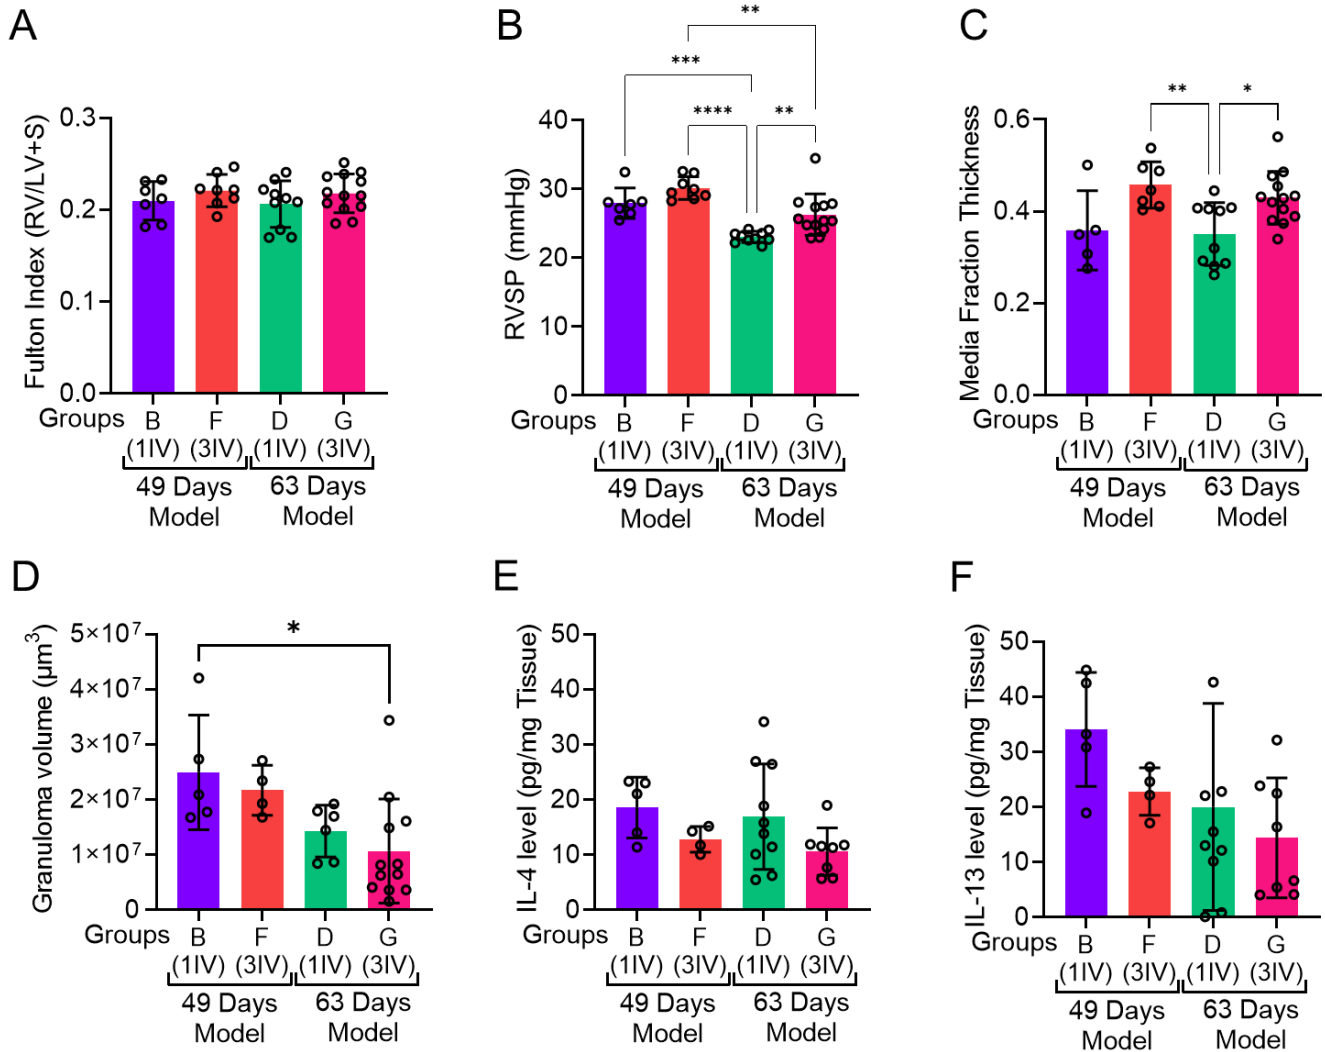 A
Fulton Index (RV/LV+S)
0.3
0.2
0.1
0.0
Groups B F D G
(1IV) (3IV) (1IV) (3IV)
49 Days Model
63 Days Model
B
RVSP (mmHg)
**
***
**** **
40
30
20
10
0
Groups B F D G
(1IV) (3IV) (1IV) (3IV)
49 Days Model
63 Days Model
C
Media Fraction Thickness
** *
0.6
0.4
0.2
0.0
Groups B F D G
(1IV) (3IV) (1IV) (3IV)
49 Days Model
63 Days Model
D
Granuloma volume (µm³)
*
5×10⁷
4×10⁷
3×10⁷
2×10⁷
1×10⁷
0
Groups B F D G
(1IV) (3IV) (1IV) (3IV)
49 Days Model
63 Days Model
E
IL-4 level (pg/mg Tissue)
50
40
30
20
10
0
Groups B F D G
(1IV) (3IV) (1IV) (3IV)
49 Days Model
63 Days Model
F
IL-13 level (pg/mg Tissue)
50
40
30
20
10
0
Groups B F D G
(1IV) (3IV) (1IV) (3IV)
49 Days Model
63 Days Model